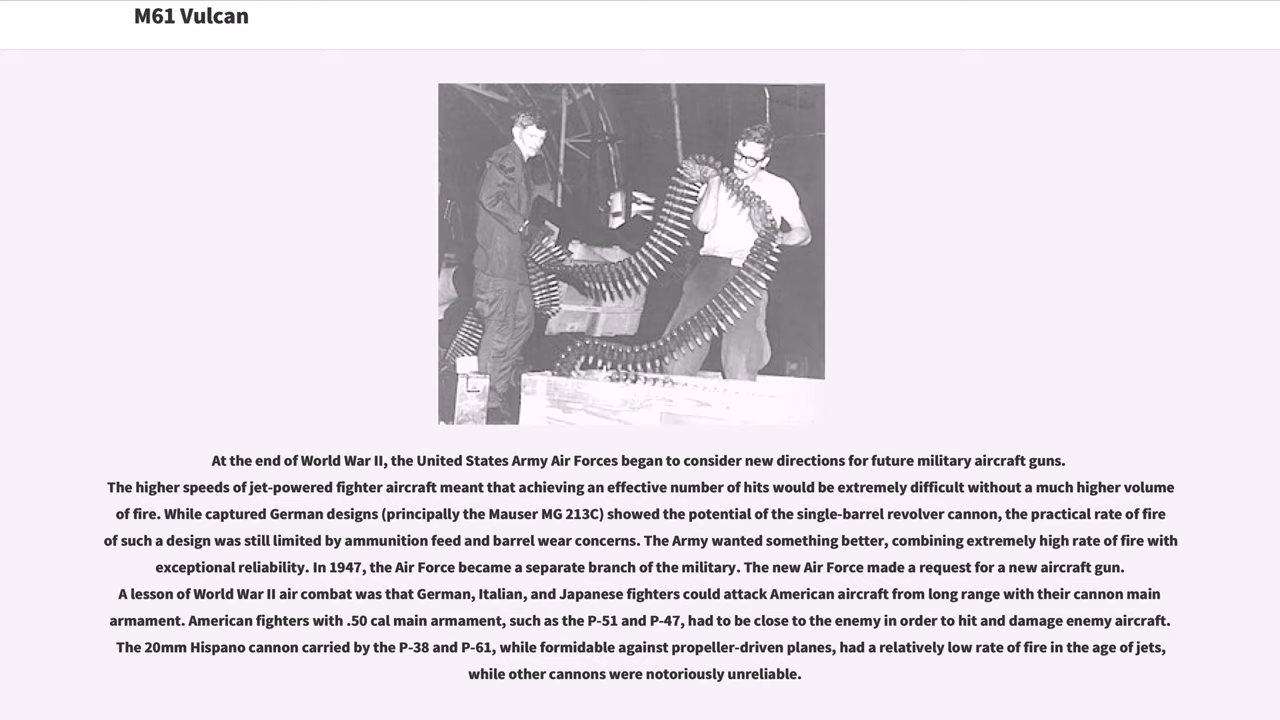 M61 Vulcan
At the end of World War II, the United States Army Air Forces began to consider new directions for future military aircraft guns.
The higher speeds of jet-powered fighter aircraft meant that achieving an effective number of hits would be extremely difficult without a much higher volume
of fire. While captured German designs (principally the Mauser MG 213C) showed the potential of the single-barrel revolver cannon, the practical rate of fire
of such a design was still limited by ammunition feed and barrel wear concerns. The Army wanted something better, combining extremely high rate of fire with
exceptional reliability. In 1947, the Air Force became a separate branch of the military. The new Air Force made a request for a new aircraft gun.
A lesson of World War II air combat was that German, Italian, and Japanese fighters could attack American aircraft from long range with their cannon main
armament. American fighters with .50 cal main armament, such as the P-51 and P-47, had to be close to the enemy in order to hit and damage enemy aircraft.
The 20mm Hispano cannon carried by the P-38 and P-61, while formidable against propeller-driven planes, had a relatively low rate of fire in the age of jets,
while other cannons were notoriously unreliable.